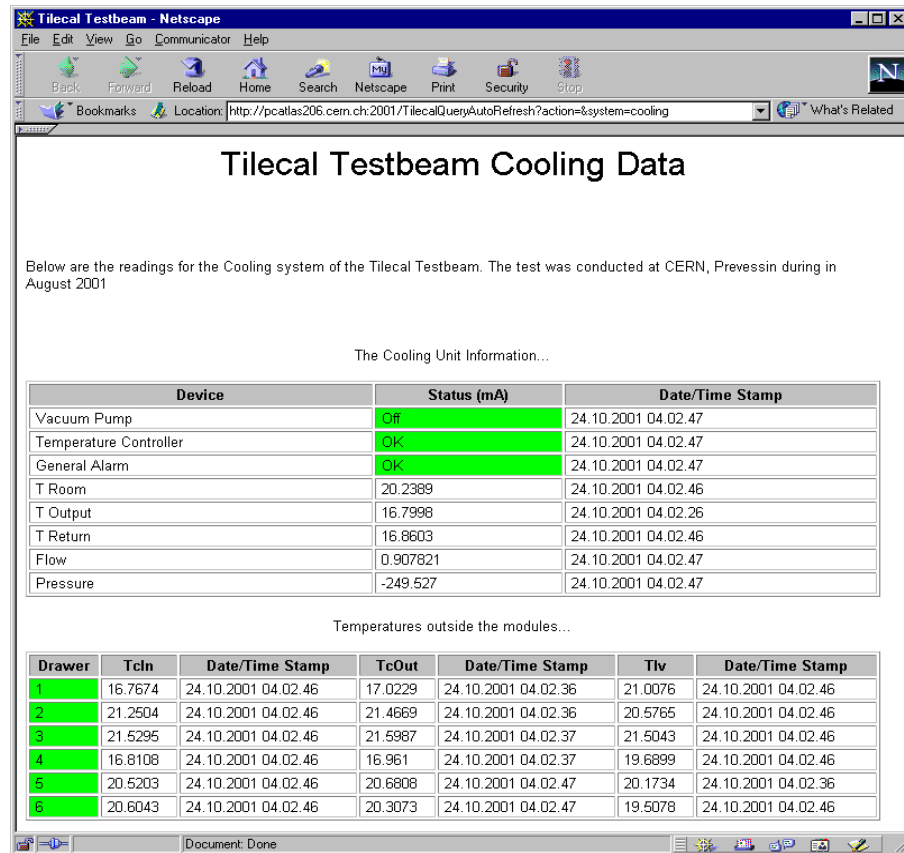 Tilecal Testbeam - Netscape
File Edit View Go Communicator Help
Back Forward Reload Home Search Netscape Print Security Stop
Bookmarks Location: http://pcatlas206.cern.ch:2001/TilecalQueryAutoRefresh?action=&system=cooling What's Related
Tilecal Testbeam Cooling Data
Below are the readings for the Cooling system of the Tilecal Testbeam. The test was conducted at CERN, Prevessin during in
August 2001
The Cooling Unit Information...
Device Status (mA) Date/Time Stamp
Vacuum Pump Off 24.10.2001 04.02.47
Temperature Controller OK 24.10.2001 04.02.47
General Alarm OK 24.10.2001 04.02.47
T Room 20.2389 24.10.2001 04.02.46
T Output 16.7998 24.10.2001 04.02.26
T Return 16.8603 24.10.2001 04.02.46
Flow 0.907821 24.10.2001 04.02.47
Pressure -249.527 24.10.2001 04.02.47
Temperatures outside the modules...
Drawer TcIn Date/Time Stamp TcOut Date/Time Stamp Tlv Date/Time Stamp
1 16.7674 24.10.2001 04.02.46 17.0229 24.10.2001 04.02.36 21.0076 24.10.2001 04.02.46
2 21.2504 24.10.2001 04.02.46 21.4669 24.10.2001 04.02.36 20.5765 24.10.2001 04.02.46
3 21.5295 24.10.2001 04.02.46 21.5987 24.10.2001 04.02.37 21.5043 24.10.2001 04.02.46
4 16.8108 24.10.2001 04.02.46 16.961 24.10.2001 04.02.37 19.6899 24.10.2001 04.02.46
5 20.5203 24.10.2001 04.02.46 20.6808 24.10.2001 04.02.47 20.1734 24.10.2001 04.02.36
6 20.6043 24.10.2001 04.02.46 20.3073 24.10.2001 04.02.47 19.5078 24.10.2001 04.02.46
Document: Done